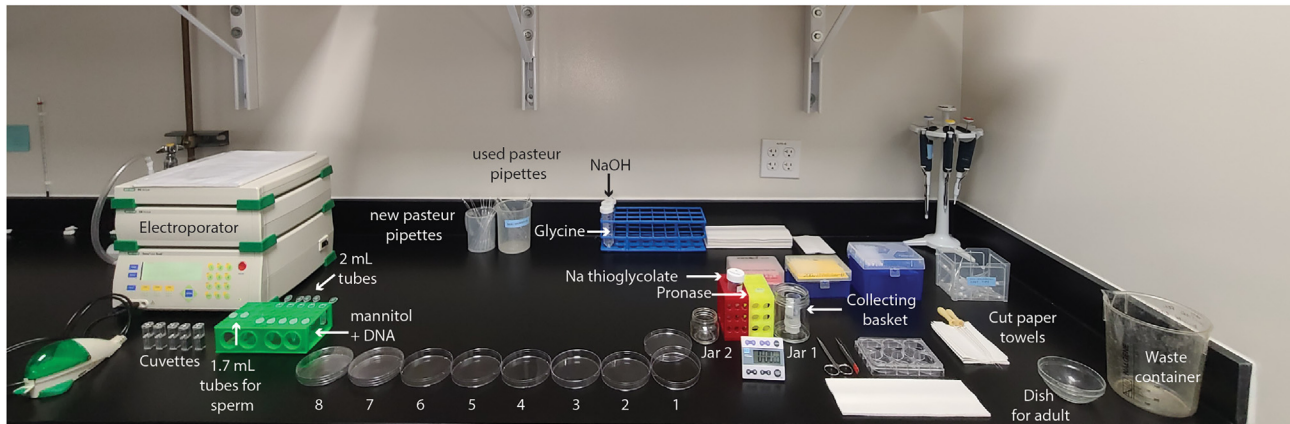 used pasteur
pipettes
NaOH
new pasteur
pipettes
Glycine
Electroporator
2 mL
tubes
Na thioglycolate
Pronase
Collecting
basket
mannitol
+ DNA
Cut paper
towels
Jar 2
Jar 1
Cuvettes
1.7 mL
tubes for
sperm
Waste
container
Dish
for adult
8
7
6
5
4
3
2
1